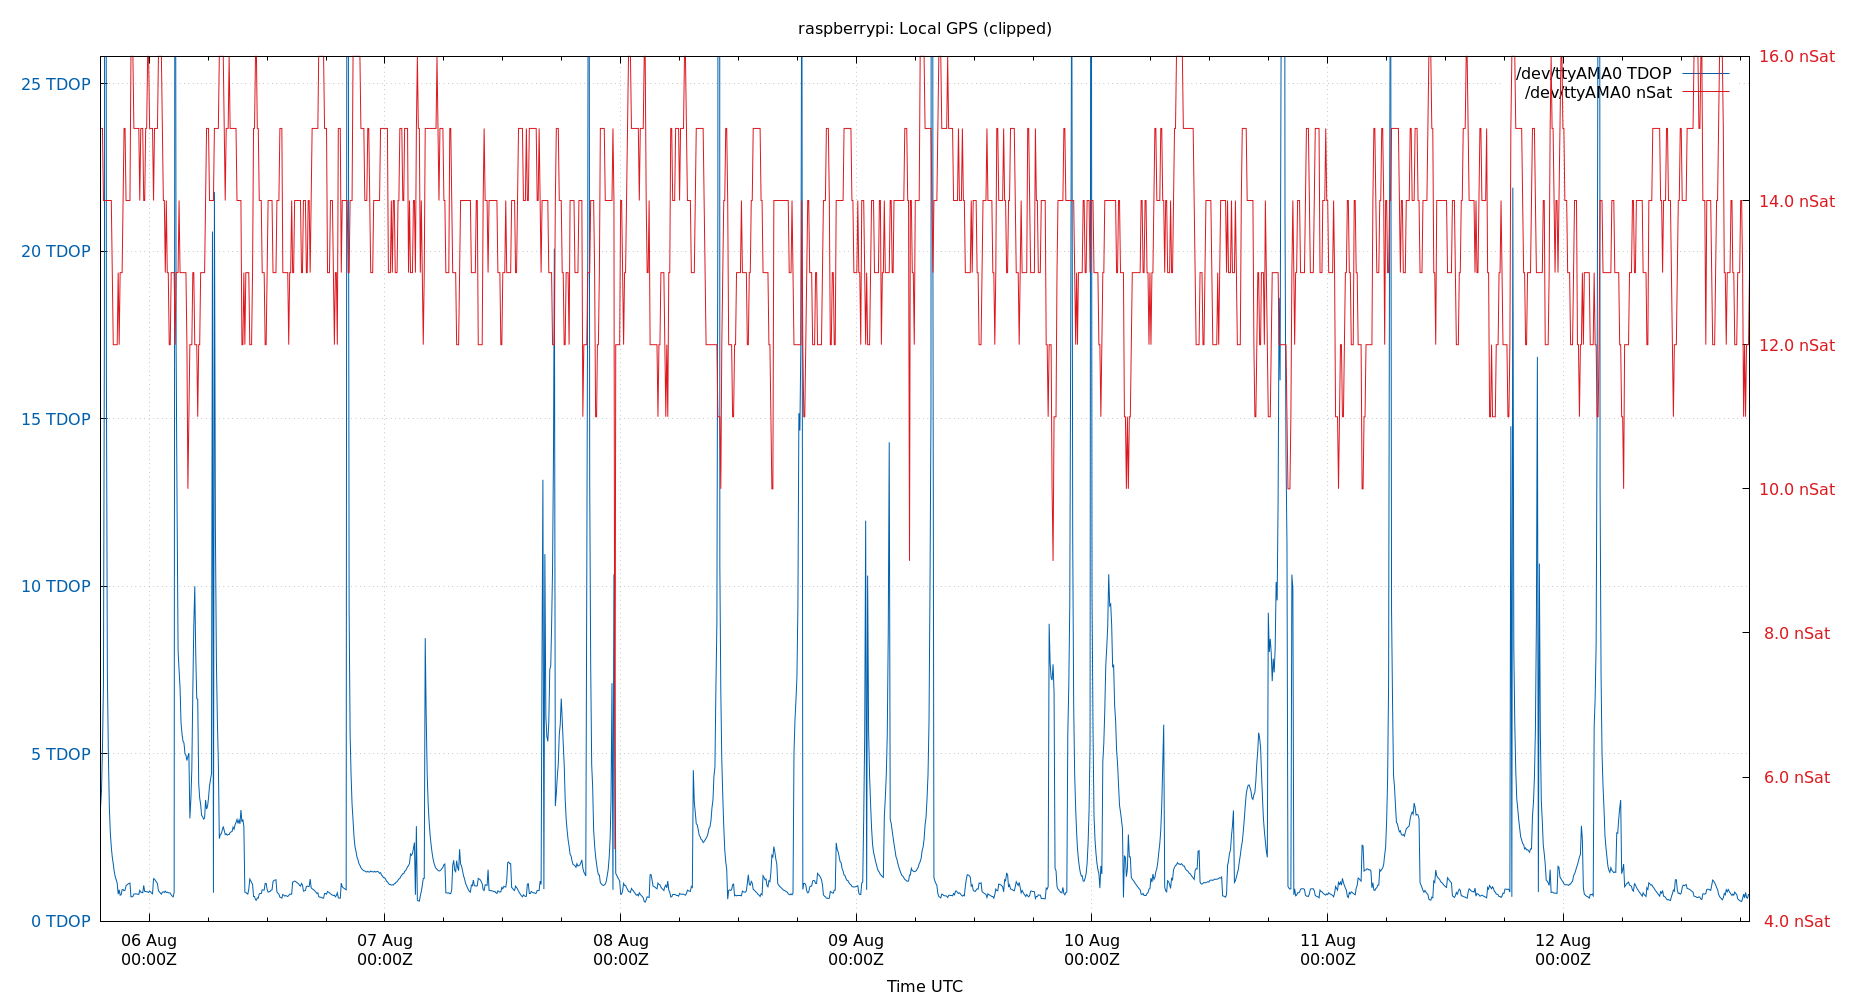 raspberrypi: Local GPS (clipped)
25 TDOP
20 TDOP
15 TDOP
10 TDOP
5 TDOP
0 TDOP
16.0 nSat
14.0 nSat
12.0 nSat
10.0 nSat
8.0 nSat
6.0 nSat
4.0 nSat
/dev/ttyAMA0 TDOP
/dev/ttyAMA0 nSat
06 Aug
00:00Z
07 Aug
00:00Z
08 Aug
00:00Z
09 Aug
00:00Z
10 Aug
00:00Z
11 Aug
00:00Z
12 Aug
00:00Z
Time UTC